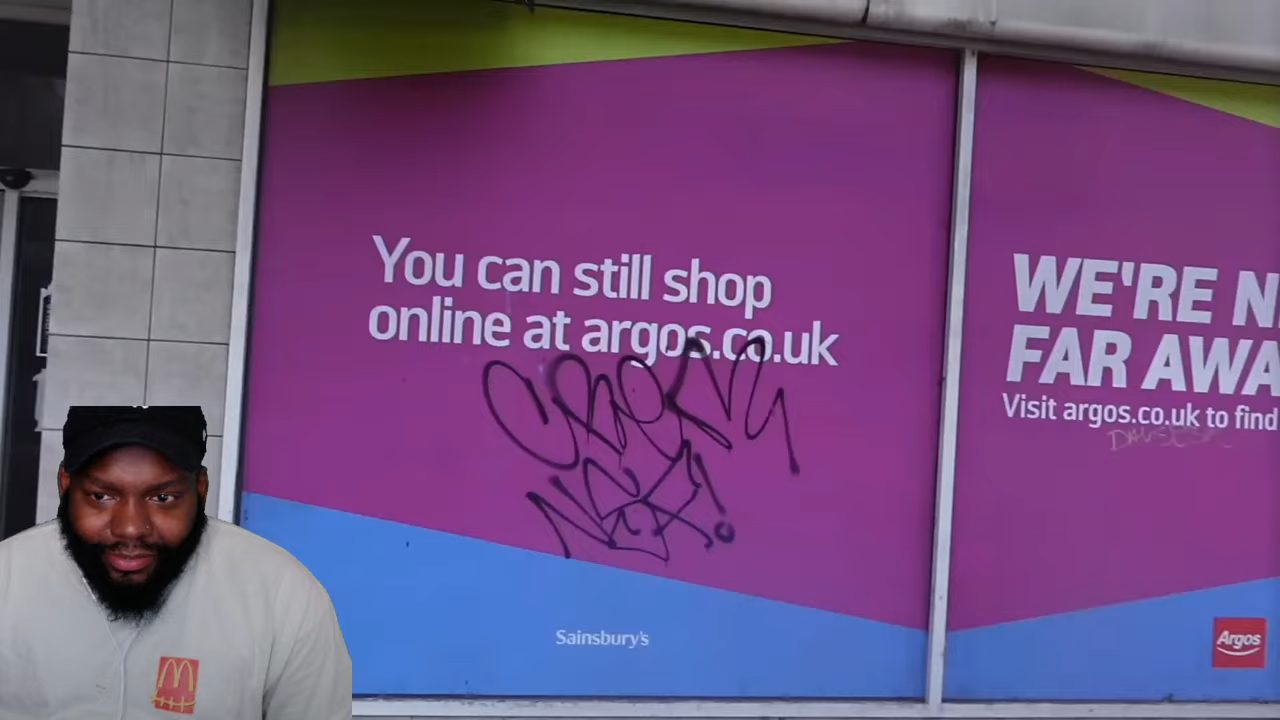 You can still shop
online at argos.co.uk
Sainsbury's
WE'RE N
FAR AWA
Visit argos.co.uk to find
Argos